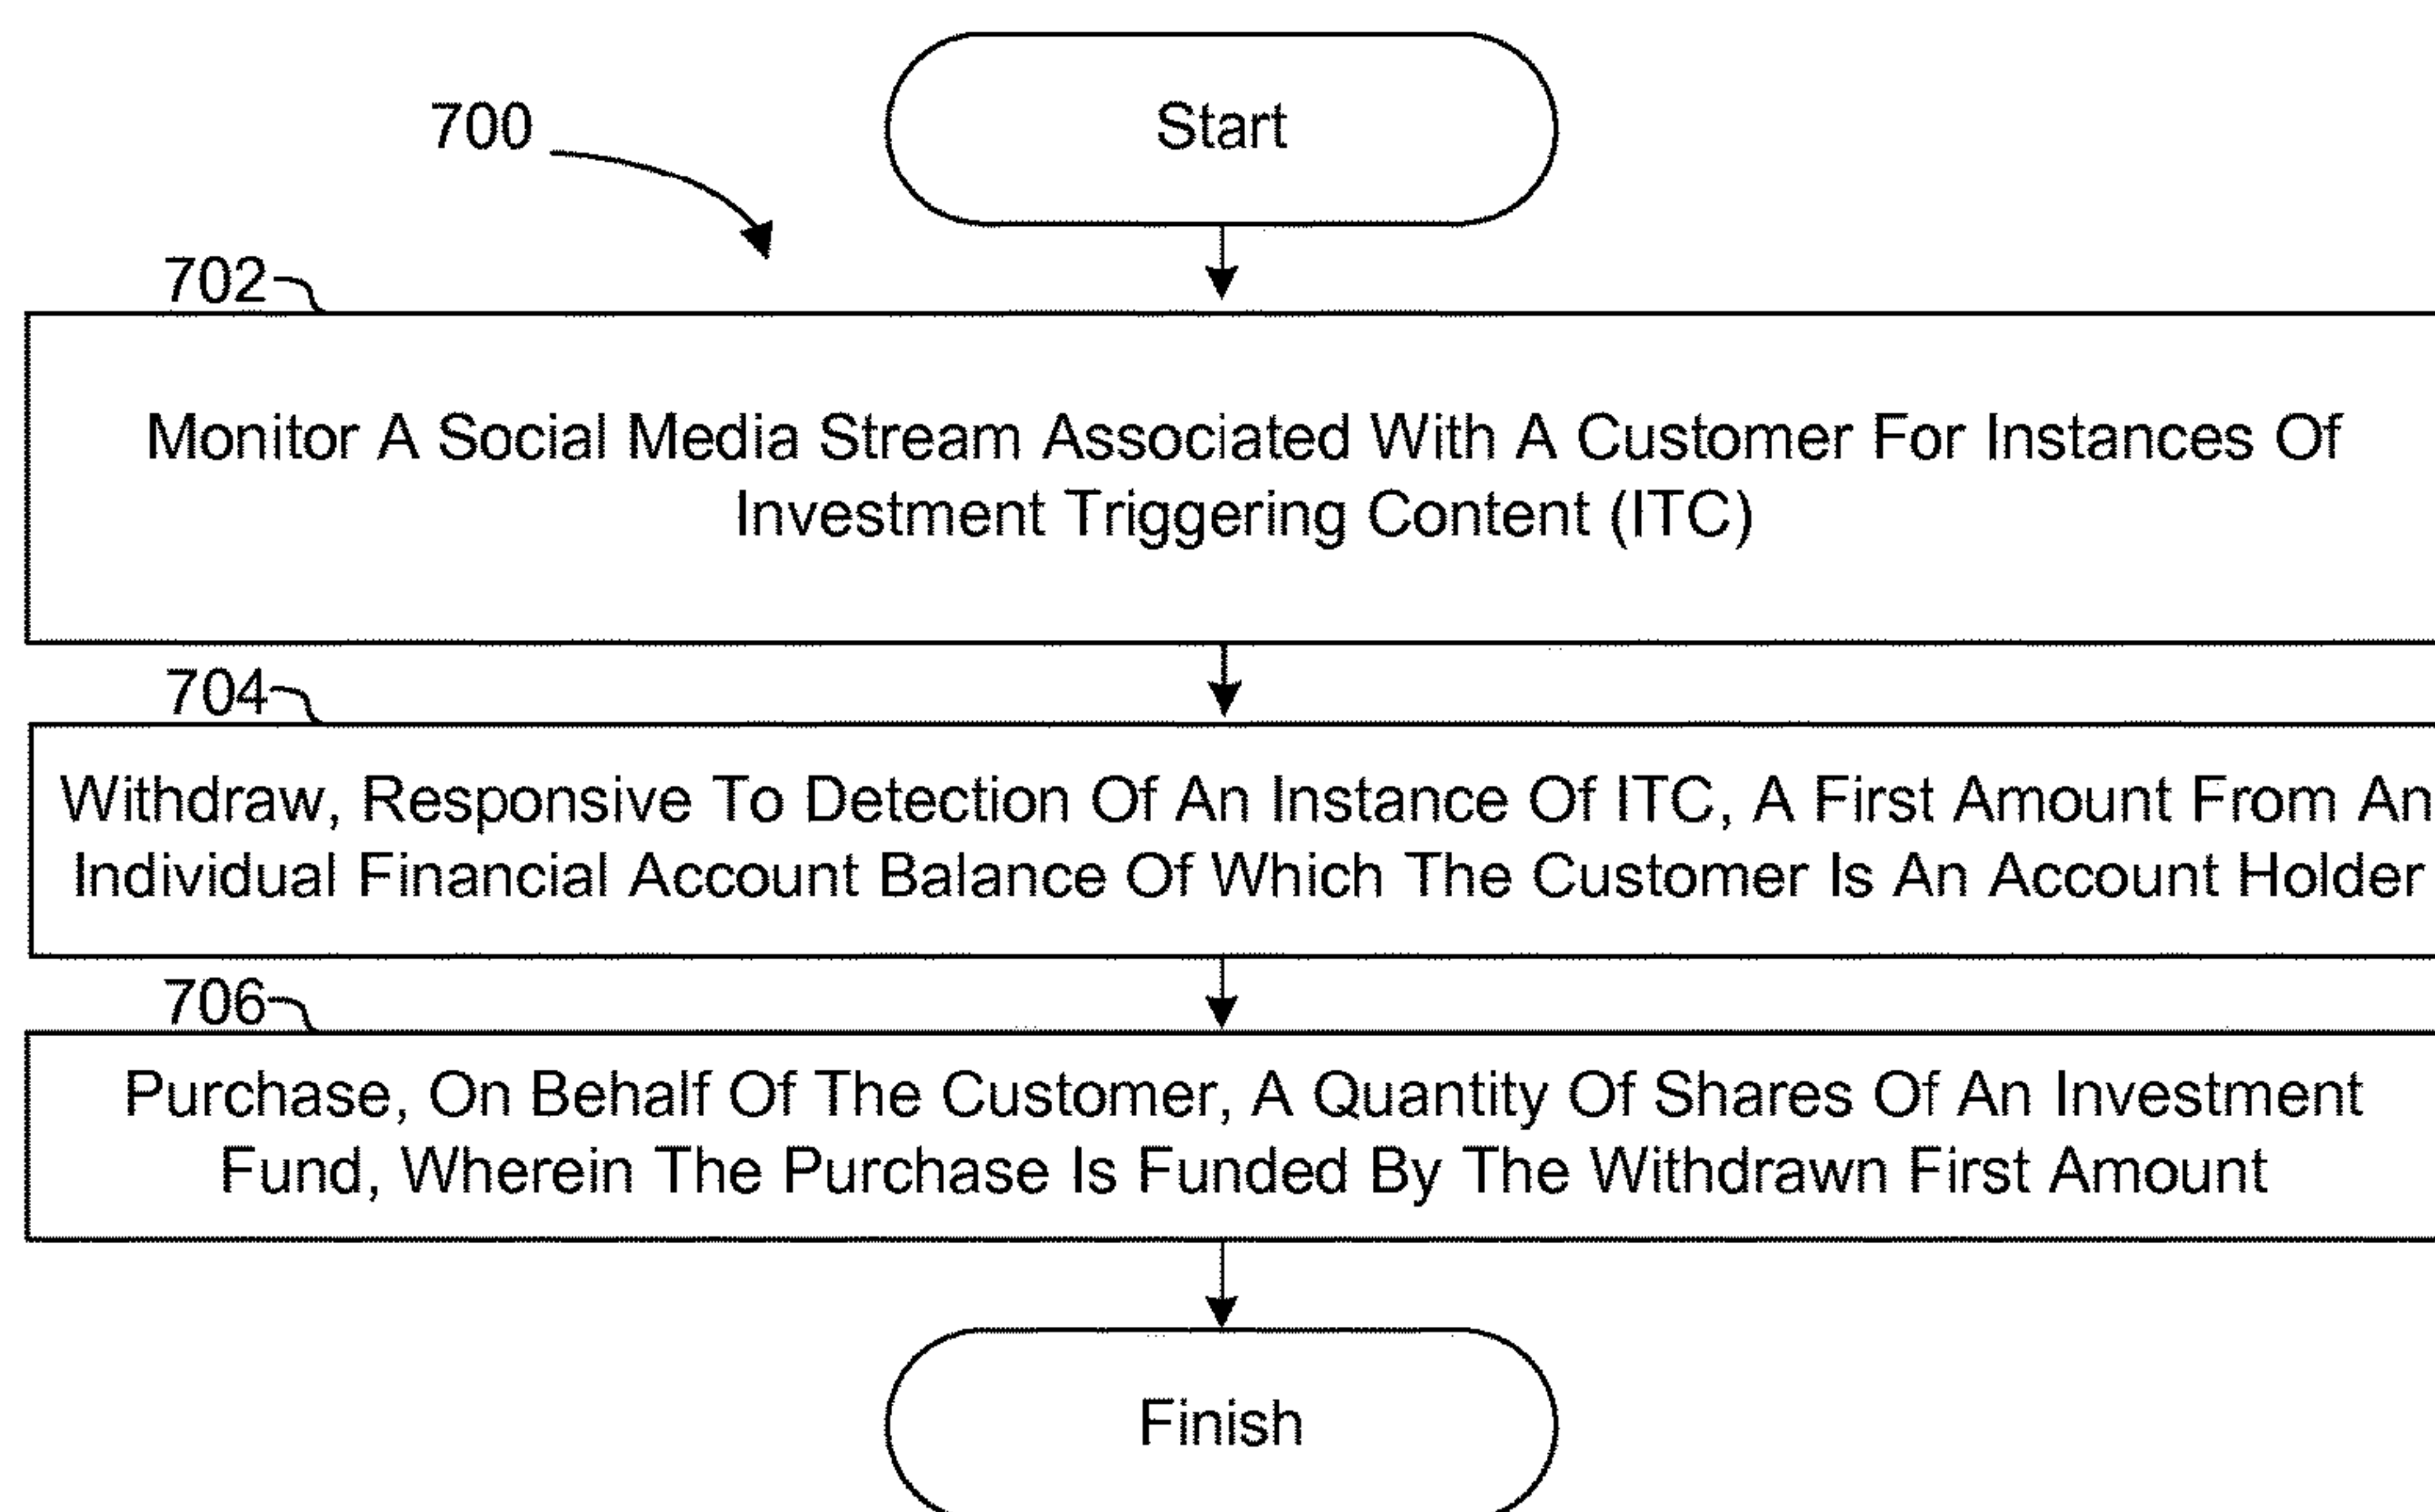 Start
700
702
Monitor A Social Media Stream Associated With A Customer For Instances Of
Investment Triggering Content (ITC)
704
Withdraw, Responsive To Detection Of An Instance Of ITC, A First Amount From An
Individual Financial Account Balance Of Which The Customer Is An Account Holder
706
Purchase, On Behalf Of The Customer, A Quantity Of Shares Of An Investment
Fund, Wherein The Purchase Is Funded By The Withdrawn First Amount
Finish